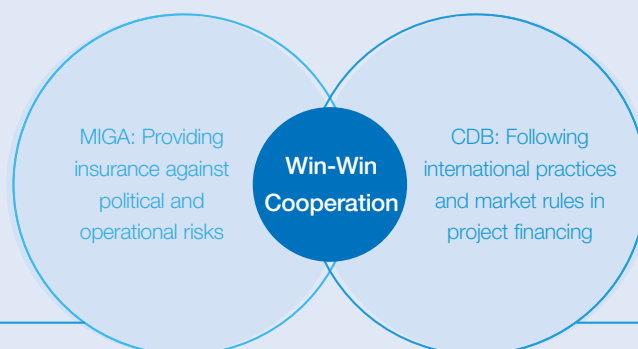 MIGA: Providing
insurance against
political and
operational risks
Win-Win
Cooperation
CDB: Following
international practices
and market rules in
project financing